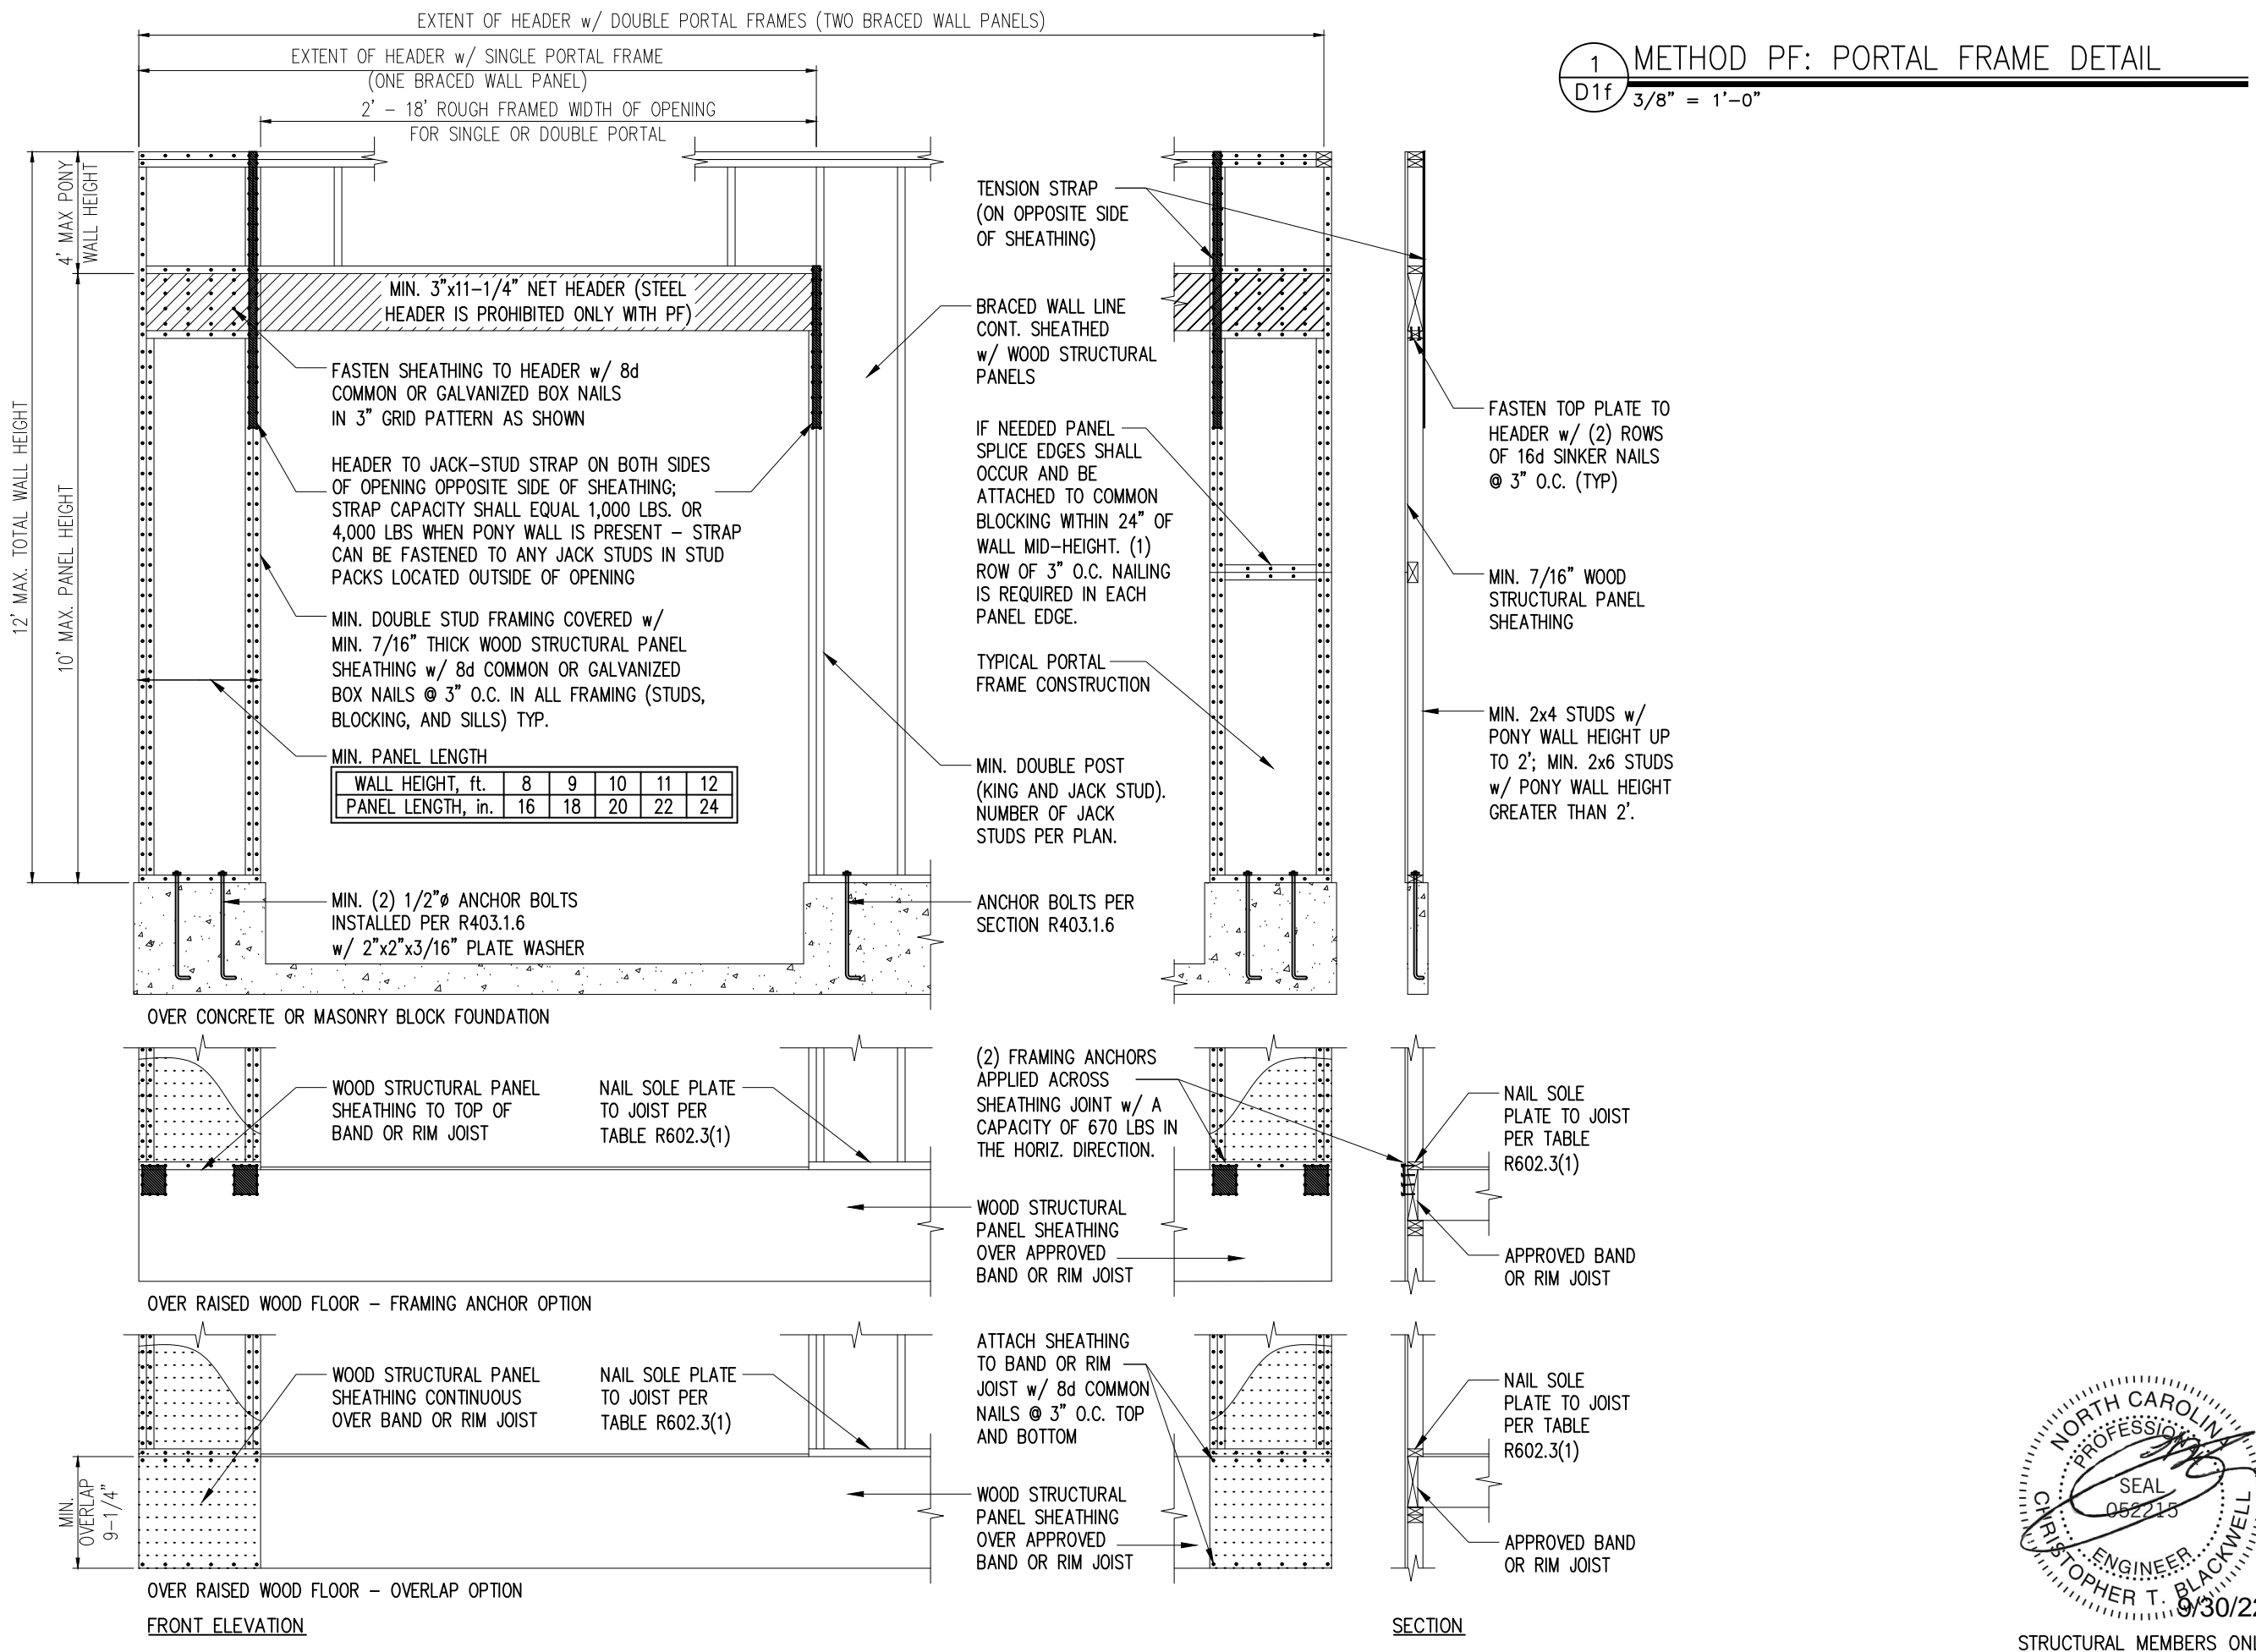 EXTENT OF HEADER w/ DOUBLE PORTAL FRAMES (TWO BRACED WALL PANELS)
EXTENT OF HEADER w/ SINGLE PORTAL FRAME
(ONE BRACED WALL PANEL)
2' - 18' ROUGH FRAMED WIDTH OF OPENING
FOR SINGLE OR DOUBLE PORTAL
1
D1f
METHOD PF: PORTAL FRAME DETAIL
3/8" = 1'-0"
12' MAX. TOTAL WALL HEIGHT
4' MAX PONY
WALL HEIGHT
10' MAX. PANEL HEIGHT
MIN. 3"x11-1/4" NET HEADER (STEEL
HEADER IS PROHIBITED ONLY WITH PF)
FASTEN SHEATHING TO HEADER w/ 8d
COMMON OR GALVANIZED BOX NAILS
IN 3" GRID PATTERN AS SHOWN
HEADER TO JACK-STUD STRAP ON BOTH SIDES
OF OPENING OPPOSITE SIDE OF SHEATHING;
STRAP CAPACITY SHALL EQUAL 1,000 LBS. OR
4,000 LBS WHEN PONY WALL IS PRESENT - STRAP
CAN BE FASTENED TO ANY JACK STUDS IN STUD
PACKS LOCATED OUTSIDE OF OPENING
MIN. DOUBLE STUD FRAMING COVERED w/
MIN. 7/16" THICK WOOD STRUCTURAL PANEL
SHEATHING w/ 8d COMMON OR GALVANIZED
BOX NAILS @ 3" O.C. IN ALL FRAMING (STUDS,
BLOCKING, AND SILLS) TYP.
MIN. PANEL LENGTH
WALL HEIGHT, ft. 8 9 10 11 12
PANEL LENGTH, in. 16 18 20 22 24
MIN. (2) 1/2"ø ANCHOR BOLTS
INSTALLED PER R403.1.6
w/ 2"x2"x3/16" PLATE WASHER
TENSION STRAP
(ON OPPOSITE SIDE
OF SHEATHING)
BRACED WALL LINE
CONT. SHEATHED
w/ WOOD STRUCTURAL
PANELS
IF NEEDED PANEL
SPLICE EDGES SHALL
OCCUR AND BE
ATTACHED TO COMMON
BLOCKING WITHIN 24" OF
WALL MID-HEIGHT. (1)
ROW OF 3" O.C. NAILING
IS REQUIRED IN EACH
PANEL EDGE.
TYPICAL PORTAL
FRAME CONSTRUCTION
MIN. DOUBLE POST
(KING AND JACK STUD).
NUMBER OF JACK
STUDS PER PLAN.
ANCHOR BOLTS PER
SECTION R403.1.6
FASTEN TOP PLATE TO
HEADER w/ (2) ROWS
OF 16d SINKER NAILS
@ 3" O.C. (TYP)
MIN. 7/16" WOOD
STRUCTURAL PANEL
SHEATHING
MIN. 2x4 STUDS w/
PONY WALL HEIGHT UP
TO 2'; MIN. 2x6 STUDS
w/ PONY WALL HEIGHT
GREATER THAN 2'.
OVER CONCRETE OR MASONRY BLOCK FOUNDATION
WOOD STRUCTURAL PANEL
SHEATHING TO TOP OF
BAND OR RIM JOIST
NAIL SOLE PLATE
TO JOIST PER
TABLE R602.3(1)
(2) FRAMING ANCHORS
APPLIED ACROSS
SHEATHING JOINT w/ A
CAPACITY OF 670 LBS IN
THE HORIZ. DIRECTION.
WOOD STRUCTURAL
PANEL SHEATHING
OVER APPROVED
BAND OR RIM JOIST
NAIL SOLE
PLATE TO JOIST
PER TABLE
R602.3(1)
APPROVED BAND
OR RIM JOIST
OVER RAISED WOOD FLOOR - FRAMING ANCHOR OPTION
MIN.
OVERLAP
9-1/4"
WOOD STRUCTURAL PANEL
SHEATHING CONTINUOUS
OVER BAND OR RIM JOIST
NAIL SOLE PLATE
TO JOIST PER
TABLE R602.3(1)
ATTACH SHEATHING
TO BAND OR RIM
JOIST w/ 8d COMMON
NAILS @ 3" O.C. TOP
AND BOTTOM
WOOD STRUCTURAL
PANEL SHEATHING
OVER APPROVED
BAND OR RIM JOIST
NAIL SOLE
PLATE TO JOIST
PER TABLE
R602.3(1)
APPROVED BAND
OR RIM JOIST
OVER RAISED WOOD FLOOR - OVERLAP OPTION
FRONT ELEVATION
SECTION
NORTH CAROLINA
PROFESSIONAL
SEAL
052215
ENGINEER
CHRISTOPHER T. BLACKWELL
9/30/22
STRUCTURAL MEMBERS